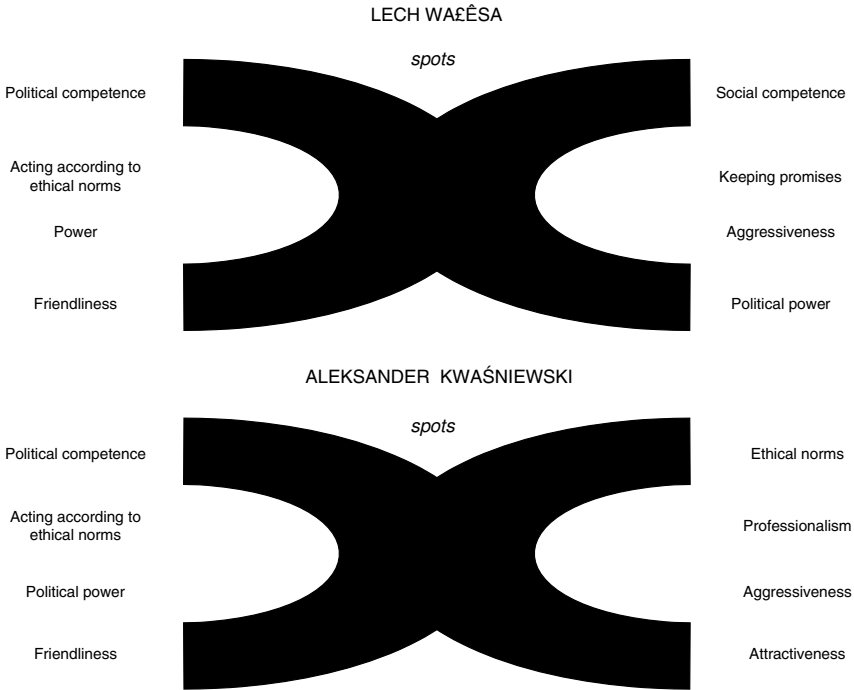 LECH WA£ÊSA
spots
Political competence
Acting according to
ethical norms
Power
Friendliness
Social competence
Keeping promises
Aggressiveness
Political power
ALEKSANDER KWAŚNIEWSKI
spots
Political competence
Acting according to
ethical norms
Political power
Friendliness
Ethical norms
Professionalism
Aggressiveness
Attractiveness